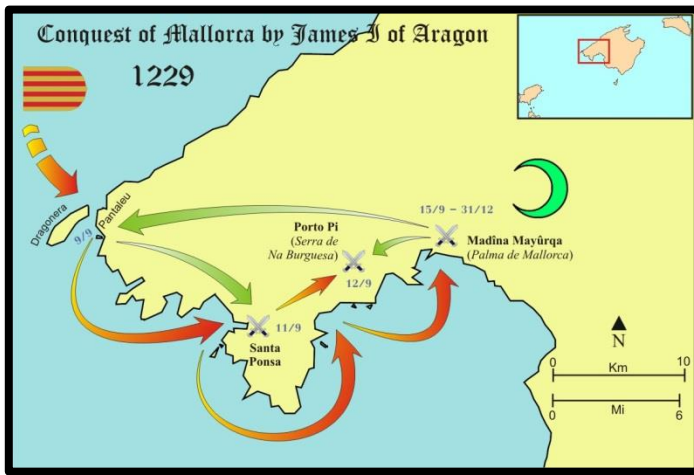 Conquest of Mallorca by James I of Aragon
1229
Dragonera
Pantaleu
9/9
15/9 - 31/12
Porto Pi
(Serra de
Na Burguesa)
Madîna Mayûrqa
(Palma de Mallorca)
12/9
11/9
Santa
Ponsa
N
0 10
Km
0 6
Mi